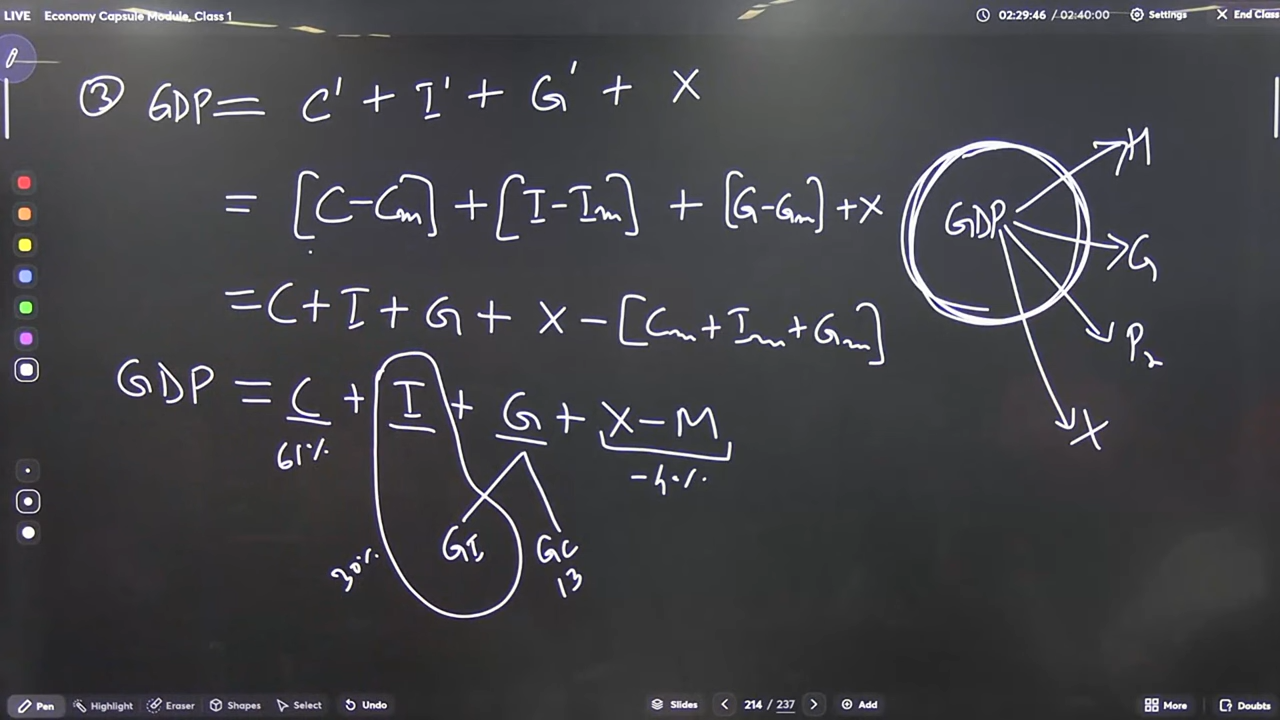 LIVE Economy Capsule Module, Class 1 02:29:46 / 02:40:00 Settings End Class
③ GDP = C' + I' + G' + X
= [C-Cm] + [I-Im] + [G-Gm] + X
= C + I + G + X - [Cm + Im + Gm]
GDP = C + I + G + X - M
61%
-4%
GI GC
30%
13
GDP
H
G
P2
X
Pen Highlight Eraser Shapes Select Undo Slides 214 / 237 Add More Doubts